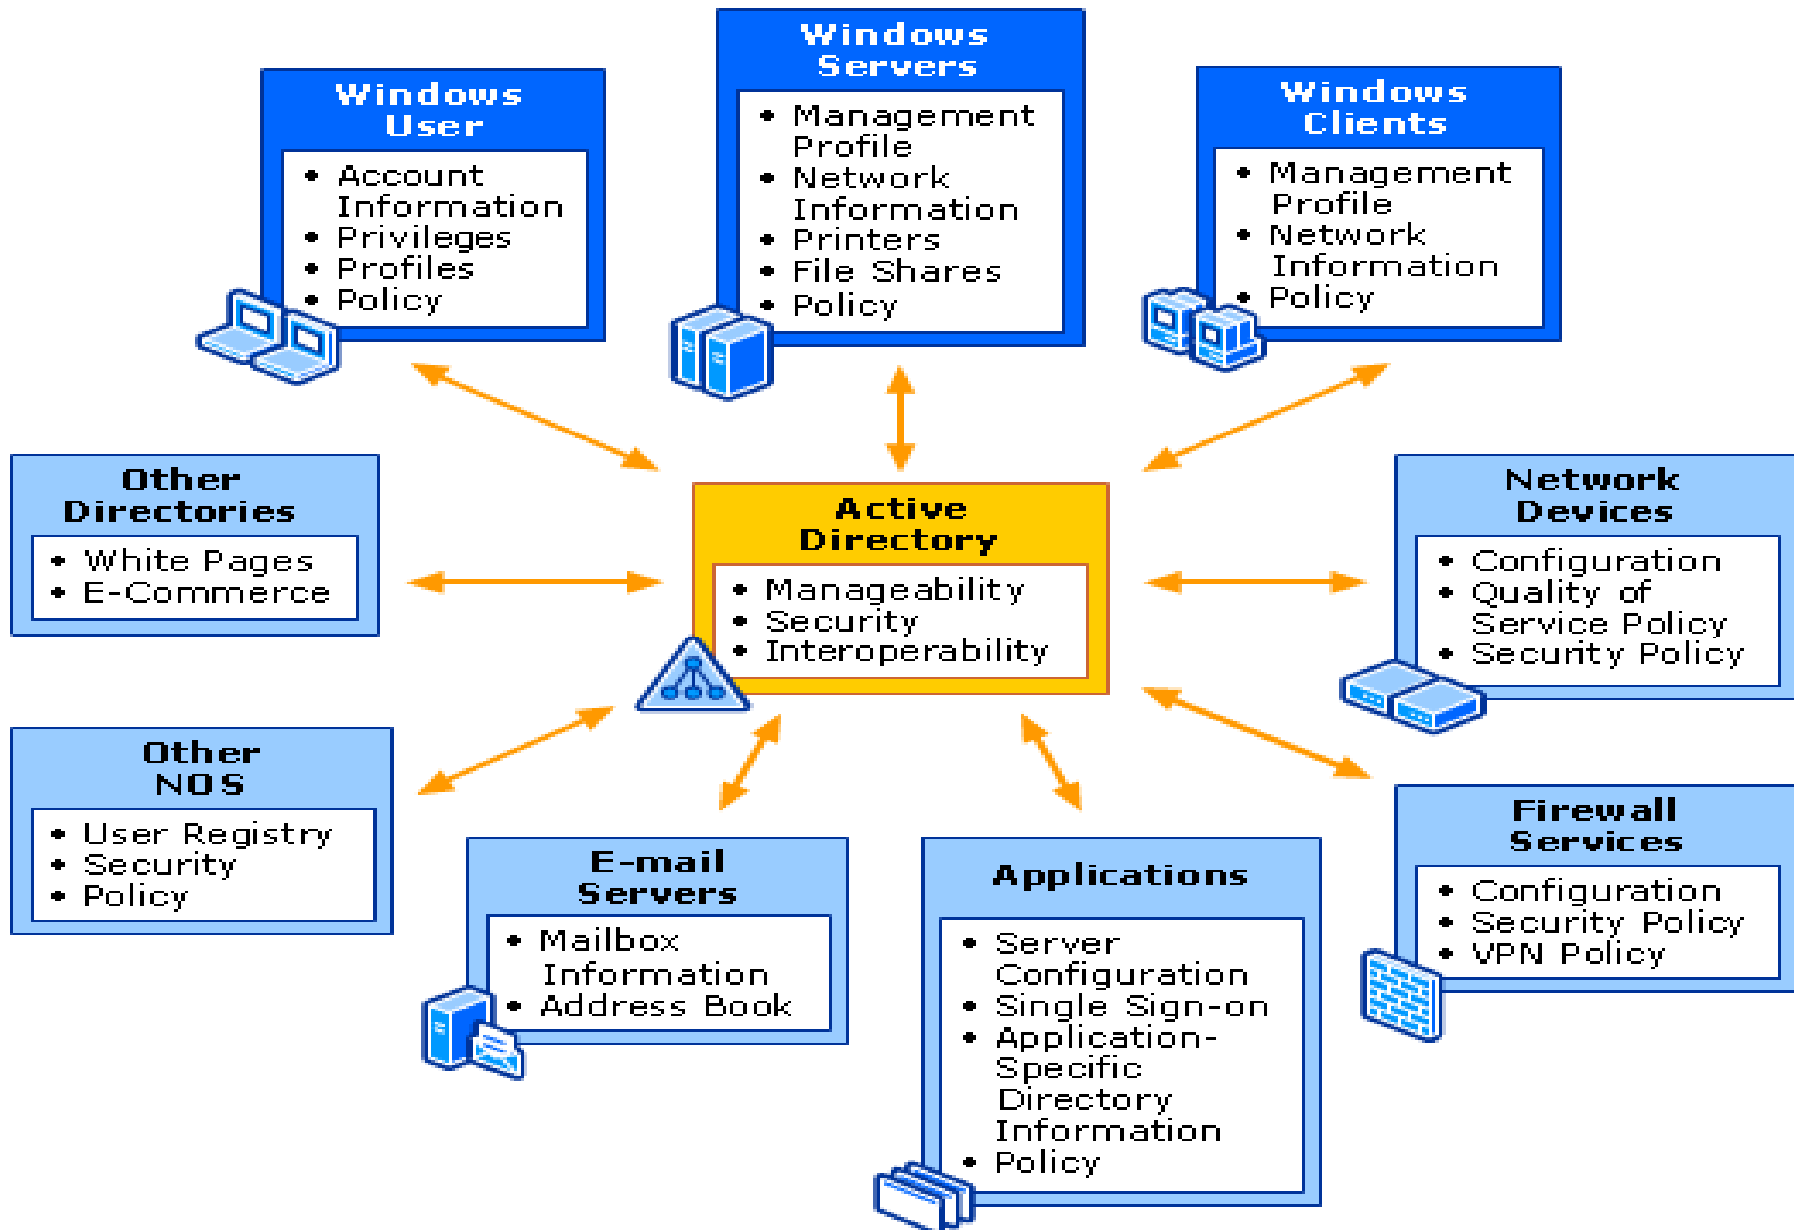 Windows
User
• Account
Information
• Privileges
• Profiles
• Policy
Windows
Servers
• Management
Profile
• Network
Information
• Printers
• File Shares
• Policy
Windows
Clients
• Management
Profile
• Network
Information
• Policy
Other
Directories
• White Pages
• E-Commerce
Active
Directory
• Manageability
• Security
• Interoperability
Network
Devices
• Configuration
• Quality of
Service Policy
• Security Policy
Other
NOS
• User Registry
• Security
• Policy
E-mail
Servers
• Mailbox
Information
• Address Book
Applications
• Server
Configuration
• Single Sign-on
• Application-
Specific
Directory
Information
• Policy
Firewall
Services
• Configuration
• Security Policy
• VPN Policy